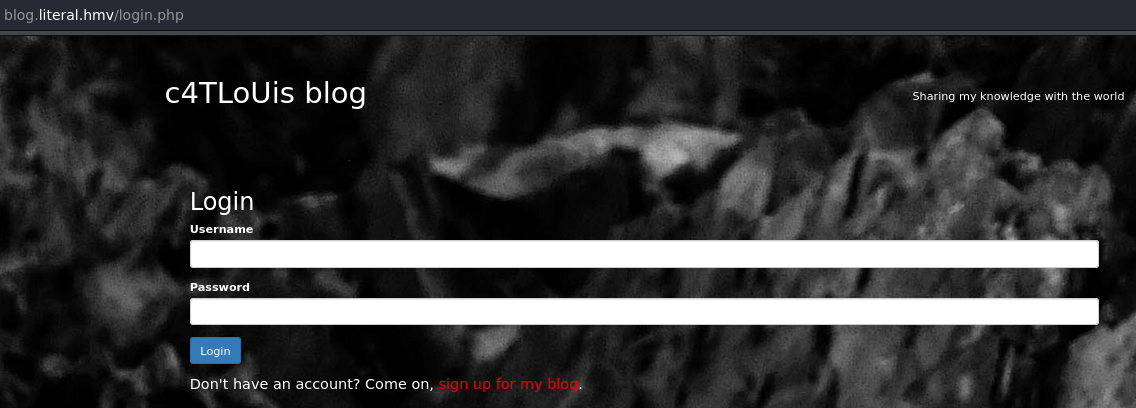 blog.literal.hmv/login.php
c4TLoUis blog
Sharing my knowledge with the world
Login
Username
Password
Login
Don't have an account? Come on, sign up for my blog.